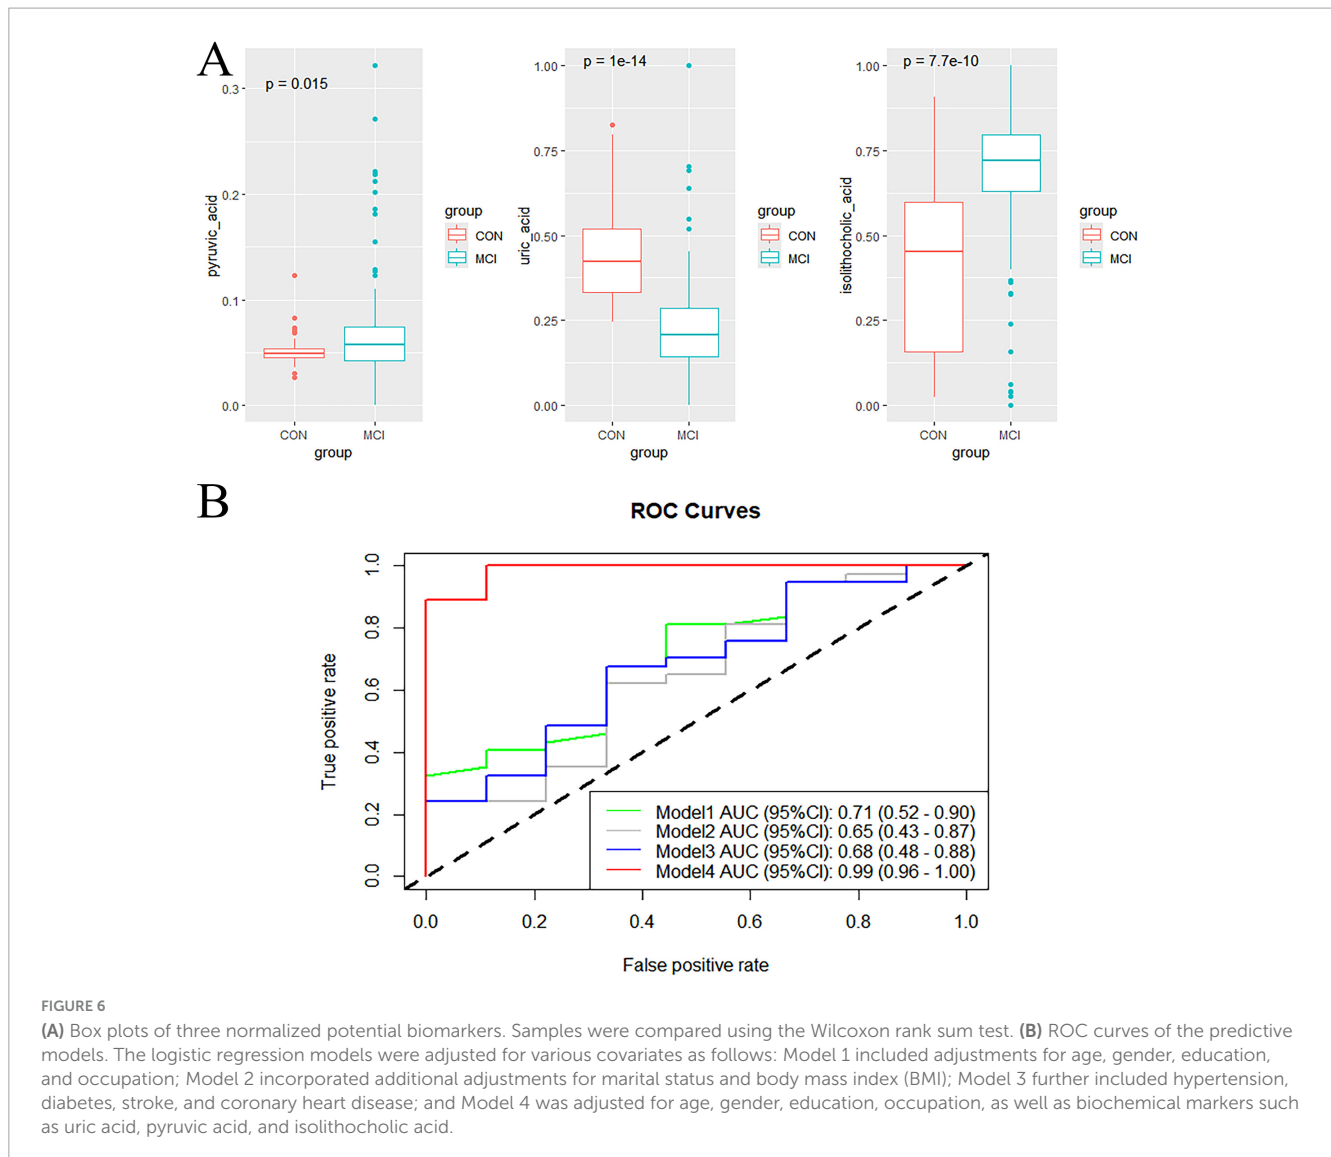 A
p = 0.015
0.3
0.2
0.1
0.0
pyruvic_acid
CON
MCI
group
group
CON
MCI
p = 1e-14
1.00
0.75
0.50
0.25
0.00
uric_acid
CON
MCI
group
group
CON
MCI
p = 7.7e-10
1.00
0.75
0.50
0.25
0.00
isolithocholic_acid
CON
MCI
group
group
CON
MCI
B
ROC Curves
True positive rate
1.0
0.8
0.6
0.4
0.2
0.0
Model1 AUC (95%CI): 0.71 (0.52 - 0.90)
Model2 AUC (95%CI): 0.65 (0.43 - 0.87)
Model3 AUC (95%CI): 0.68 (0.48 - 0.88)
Model4 AUC (95%CI): 0.99 (0.96 - 1.00)
0.0 0.2 0.4 0.6 0.8 1.0
False positive rate
FIGURE 6
(A) Box plots of three normalized potential biomarkers. Samples were compared using the Wilcoxon rank sum test. (B) ROC curves of the predictive
models. The logistic regression models were adjusted for various covariates as follows: Model 1 included adjustments for age, gender, education,
and occupation; Model 2 incorporated additional adjustments for marital status and body mass index (BMI); Model 3 further included hypertension,
diabetes, stroke, and coronary heart disease; and Model 4 was adjusted for age, gender, education, occupation, as well as biochemical markers such
as uric acid, pyruvic acid, and isolithocholic acid.